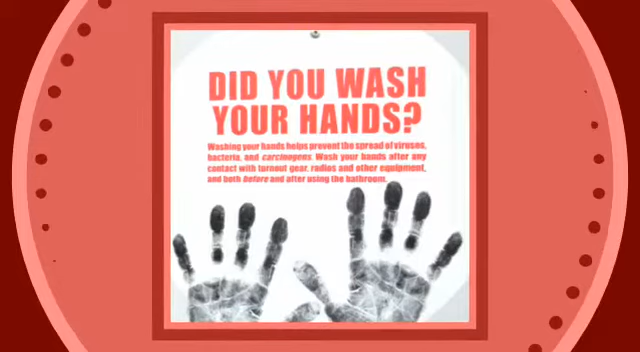 DID YOU WASH
YOUR HANDS?
Washing your hands helps prevent the spread of viruses,
bacteria, and carcinogens. Wash your hands after any
contact with turnout gear, radios and other equipment,
and both before and after using the bathroom.